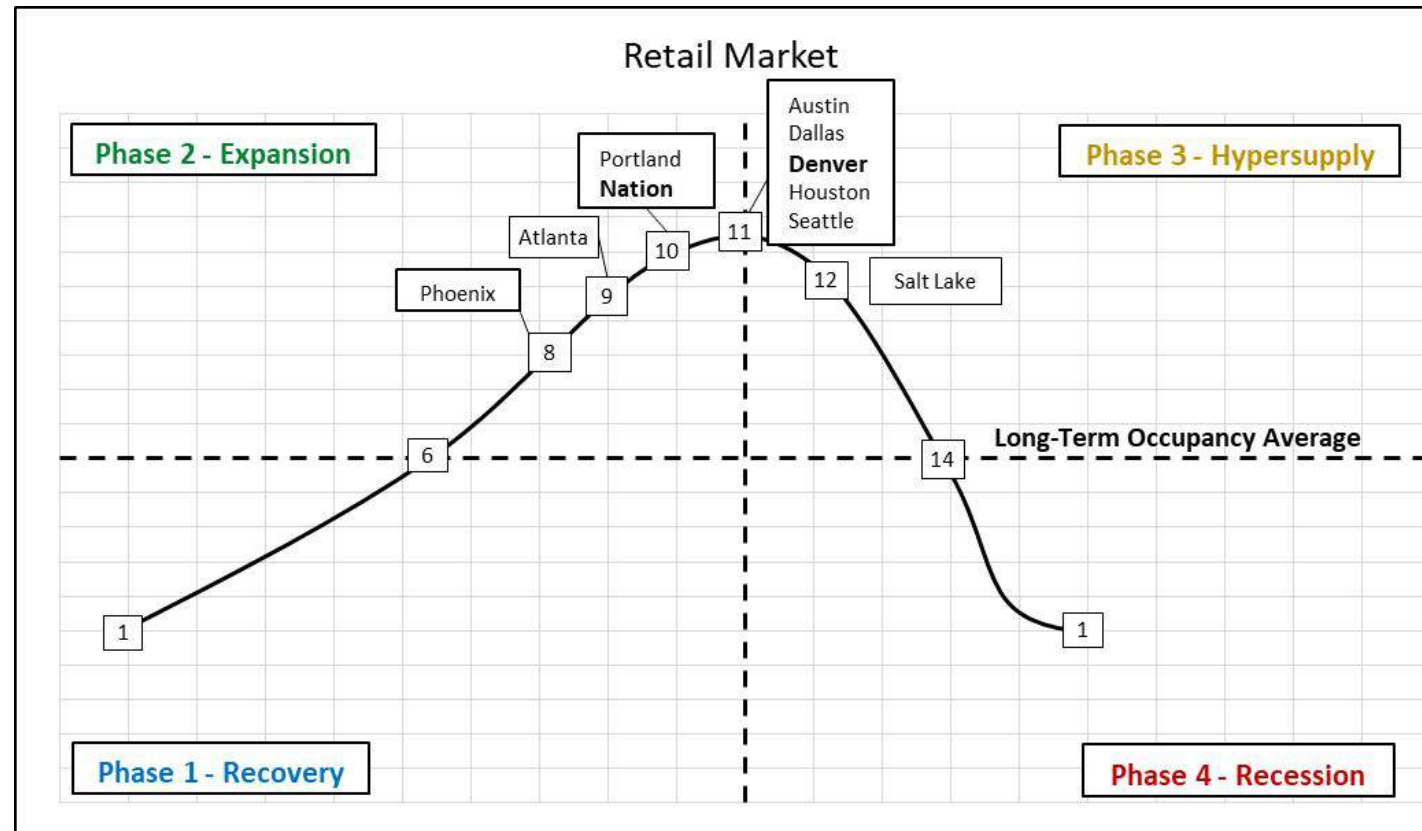 Retail Market
Phase 2 - Expansion
Portland
Nation
Austin
Dallas
Denver
Houston
Seattle
Phase 3 - Hypersupply
Atlanta
Phoenix
Salt Lake
11
10
12
9
8
Long-Term Occupancy Average
6
14
1
1
Phase 1 - Recovery
Phase 4 - Recession